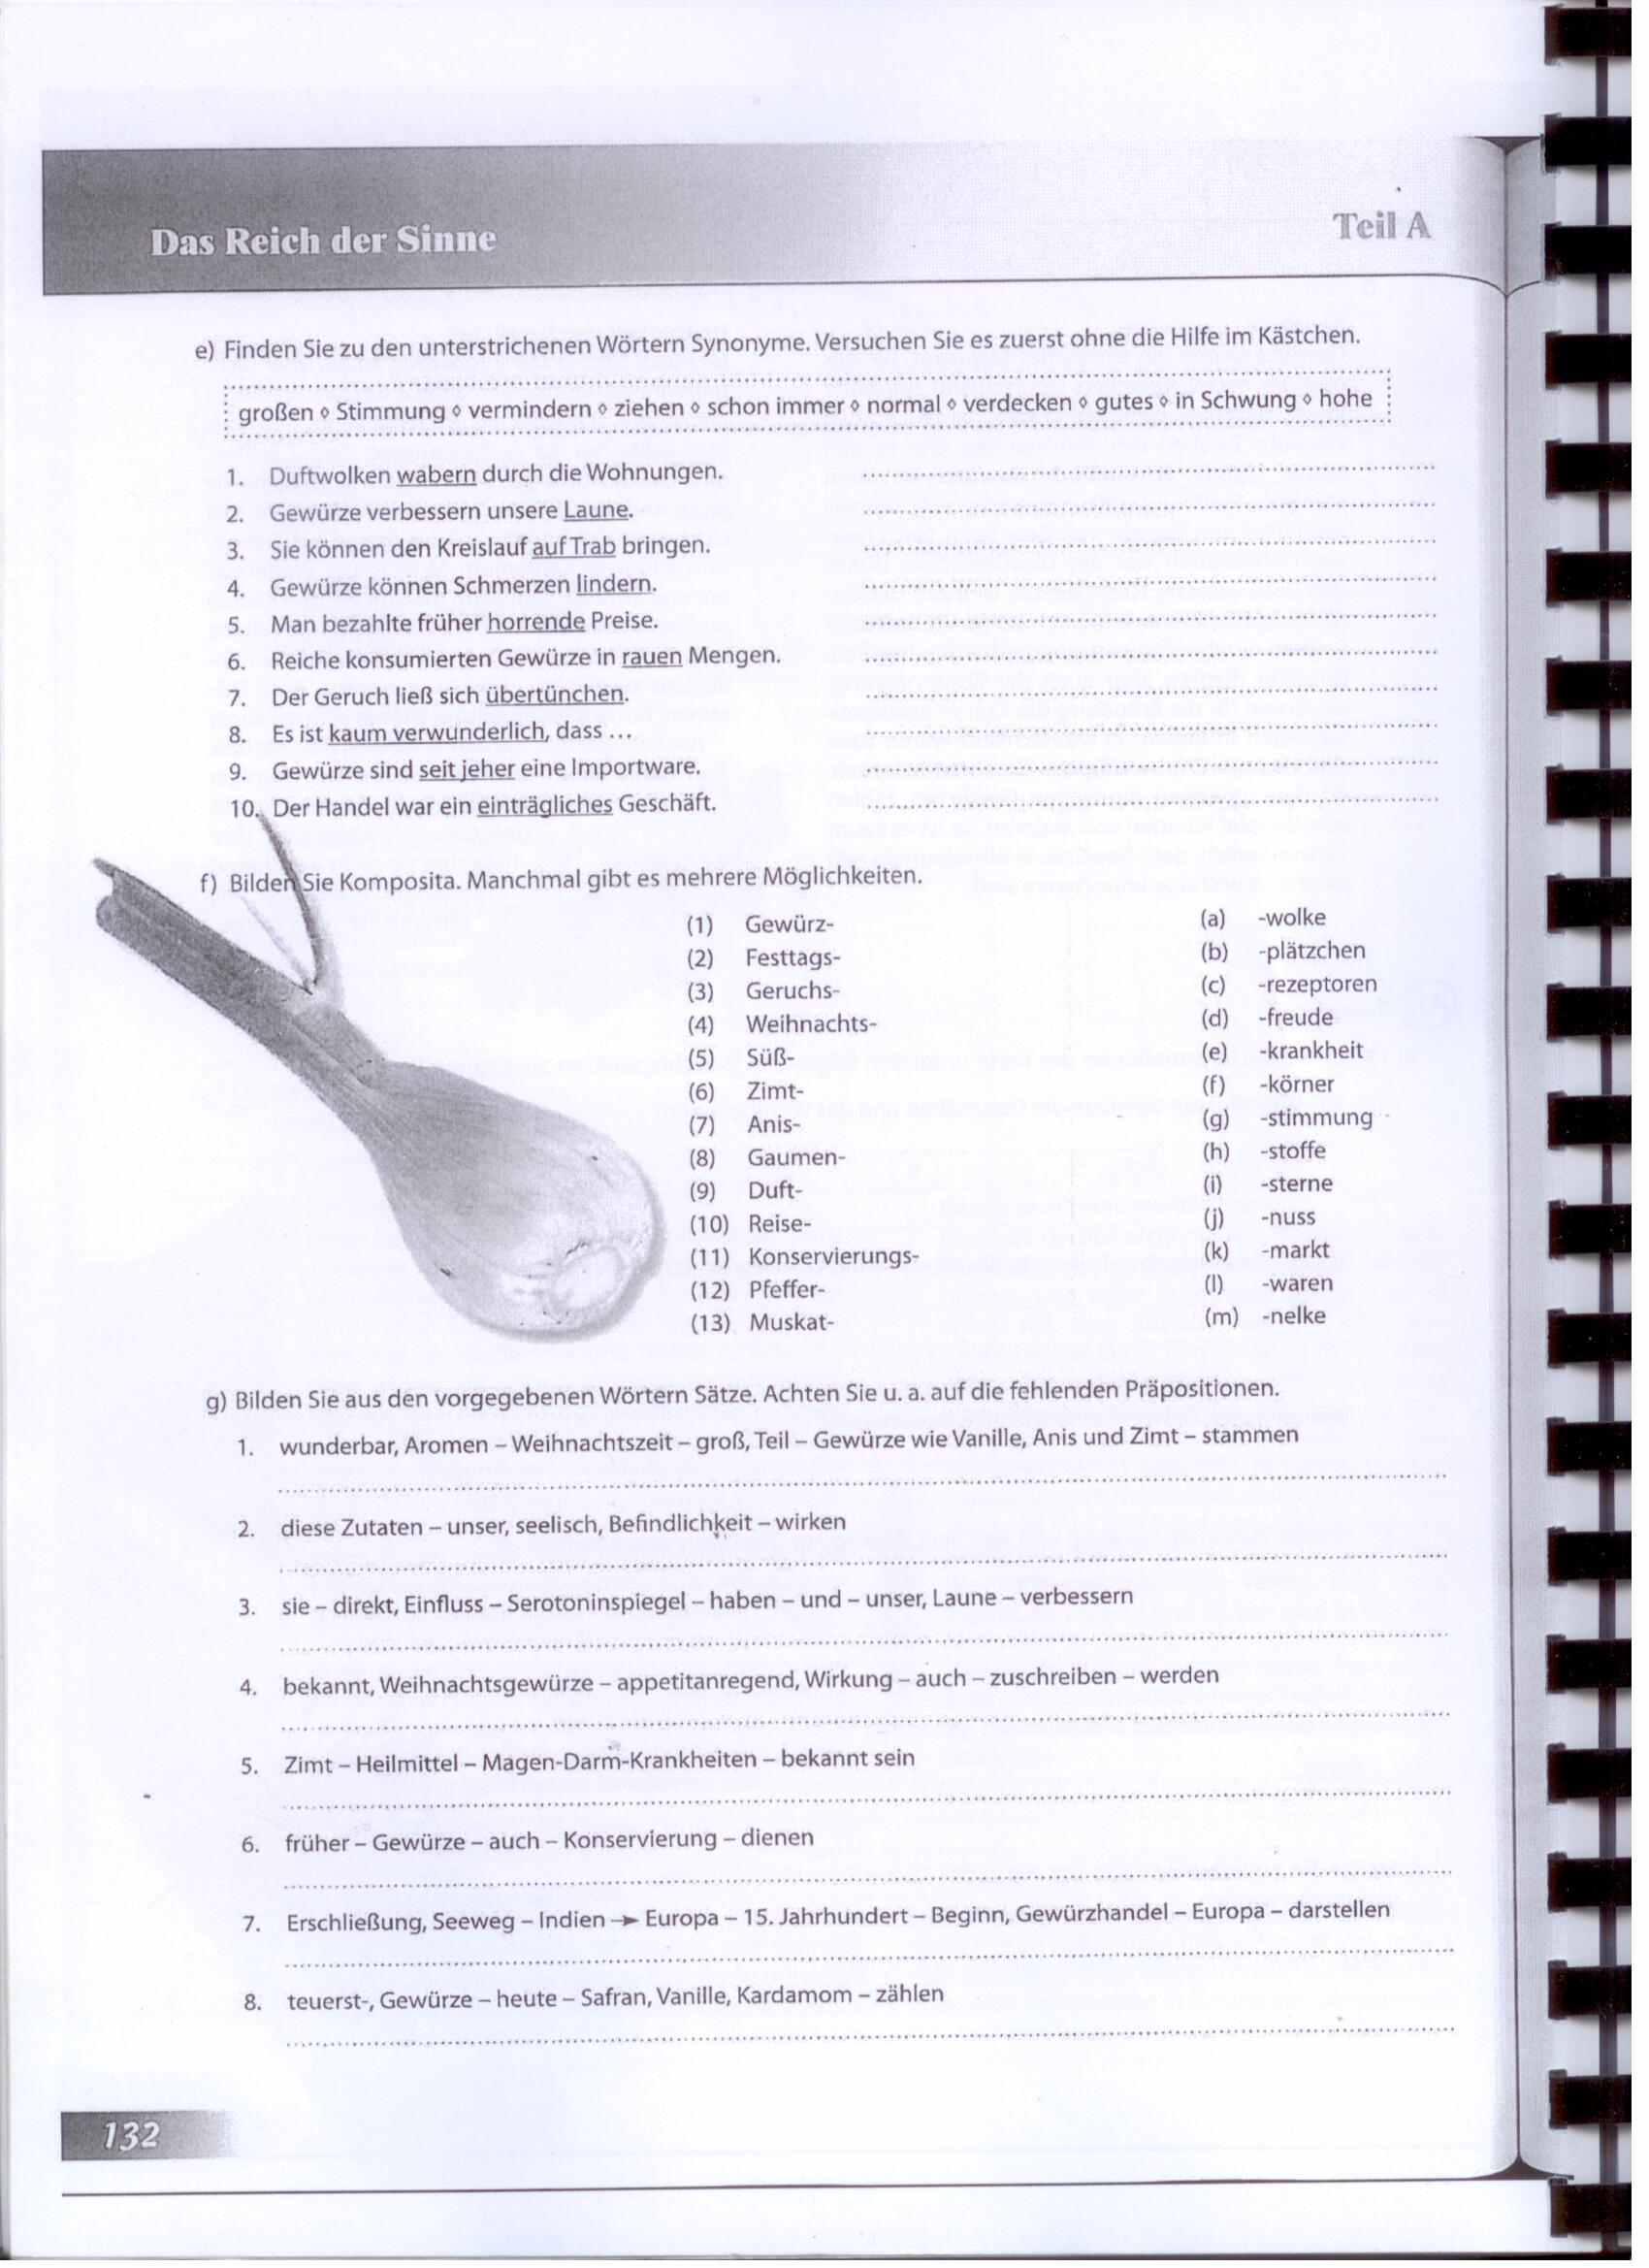 Das Reich der Sinne
Teil A
e) Finden Sie zu den unterstrichenen Wörtern Synonyme. Versuchen Sie es zuerst ohne die Hilfe im Kästchen.
großen ⋄ Stimmung ⋄ vermindern ⋄ ziehen ⋄ schon immer ⋄ normal ⋄ verdecken ⋄ gutes ⋄ in Schwung ⋄ hohe
1. Duftwolken wabern durch die Wohnungen.
2. Gewürze verbessern unsere Laune.
3. Sie können den Kreislauf auf Trab bringen.
4. Gewürze können Schmerzen lindern.
5. Man bezahlte früher horrende Preise.
6. Reiche konsumierten Gewürze in rauen Mengen.
7. Der Geruch ließ sich übertünchen.
8. Es ist kaum verwunderlich, dass ...
9. Gewürze sind seit jeher eine Importware.
10. Der Handel war ein einträgliches Geschäft.
f) Bilden Sie Komposita. Manchmal gibt es mehrere Möglichkeiten.
(1) Gewürz- (a) -wolke
(2) Festtags- (b) -plätzchen
(3) Geruchs- (c) -rezeptoren
(4) Weihnachts- (d) -freude
(5) Süß- (e) -krankheit
(6) Zimt- (f) -körner
(7) Anis- (g) -stimmung
(8) Gaumen- (h) -stoffe
(9) Duft- (i) -sterne
(10) Reise- (j) -nuss
(11) Konservierungs- (k) -markt
(12) Pfeffer- (l) -waren
(13) Muskat- (m) -nelke
g) Bilden Sie aus den vorgegebenen Wörtern Sätze. Achten Sie u. a. auf die fehlenden Präpositionen.
1. wunderbar, Aromen – Weihnachtszeit – groß, Teil – Gewürze wie Vanille, Anis und Zimt – stammen
2. diese Zutaten – unser, seelisch, Befindlichkeit – wirken
3. sie – direkt, Einfluss – Serotoninspiegel – haben – und – unser, Laune – verbessern
4. bekannt, Weihnachtsgewürze – appetitanregend, Wirkung – auch – zuschreiben – werden
5. Zimt – Heilmittel – Magen-Darm-Krankheiten – bekannt sein
6. früher – Gewürze – auch – Konservierung – dienen
7. Erschließung, Seeweg – Indien → Europa – 15. Jahrhundert – Beginn, Gewürzhandel – Europa – darstellen
8. teuerst-, Gewürze – heute – Safran, Vanille, Kardamom – zählen
132